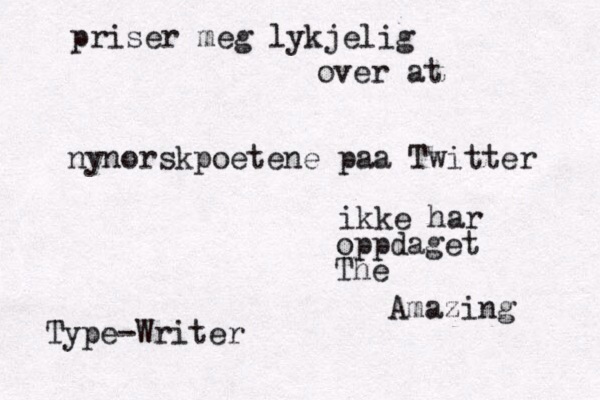 priser meg lykjelig
over at
nynorskpoetene paa Twitter
ikke har
oppdaget
The
Amazing
Type-Writer